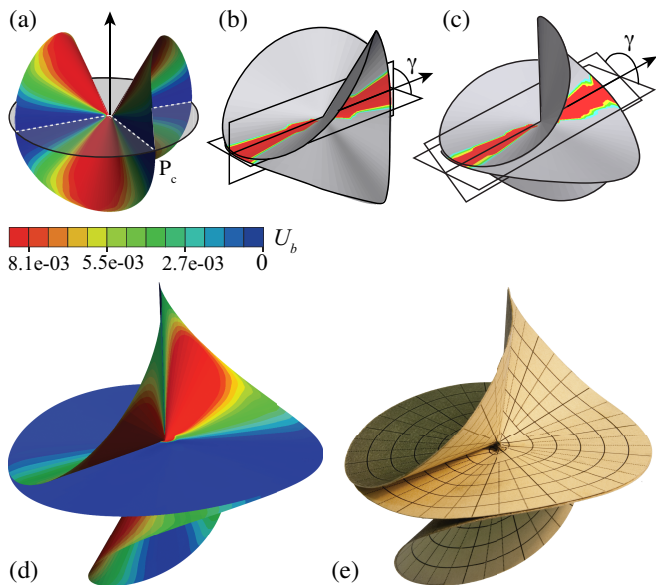 (a)
(b)
(c)
γ
γ
P_c
U_b
8.1e-03 5.5e-03 2.7e-03 0
(d)
(e)